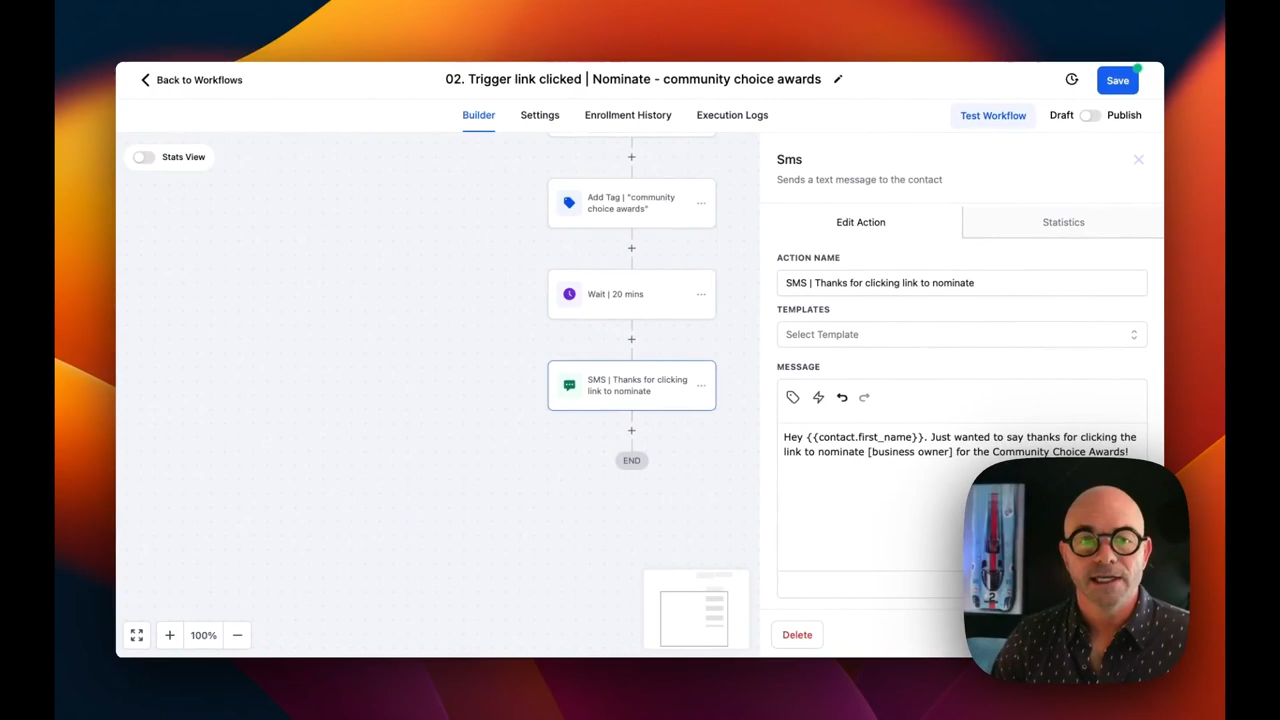 Back to Workflows
02. Trigger link clicked | Nominate - community choice awards
Save
Builder
Settings
Enrollment History
Execution Logs
Test Workflow
Draft
Publish
Stats View
Add Tag | "community
choice awards"
Wait | 20 mins
SMS | Thanks for clicking
link to nominate
END
100%
Sms
Sends a text message to the contact
Edit Action
Statistics
ACTION NAME
SMS | Thanks for clicking link to nominate
TEMPLATES
Select Template
MESSAGE
Hey {{contact.first_name}}. Just wanted to say thanks for clicking the
link to nominate [business owner] for the Community Choice Awards!
Delete
2